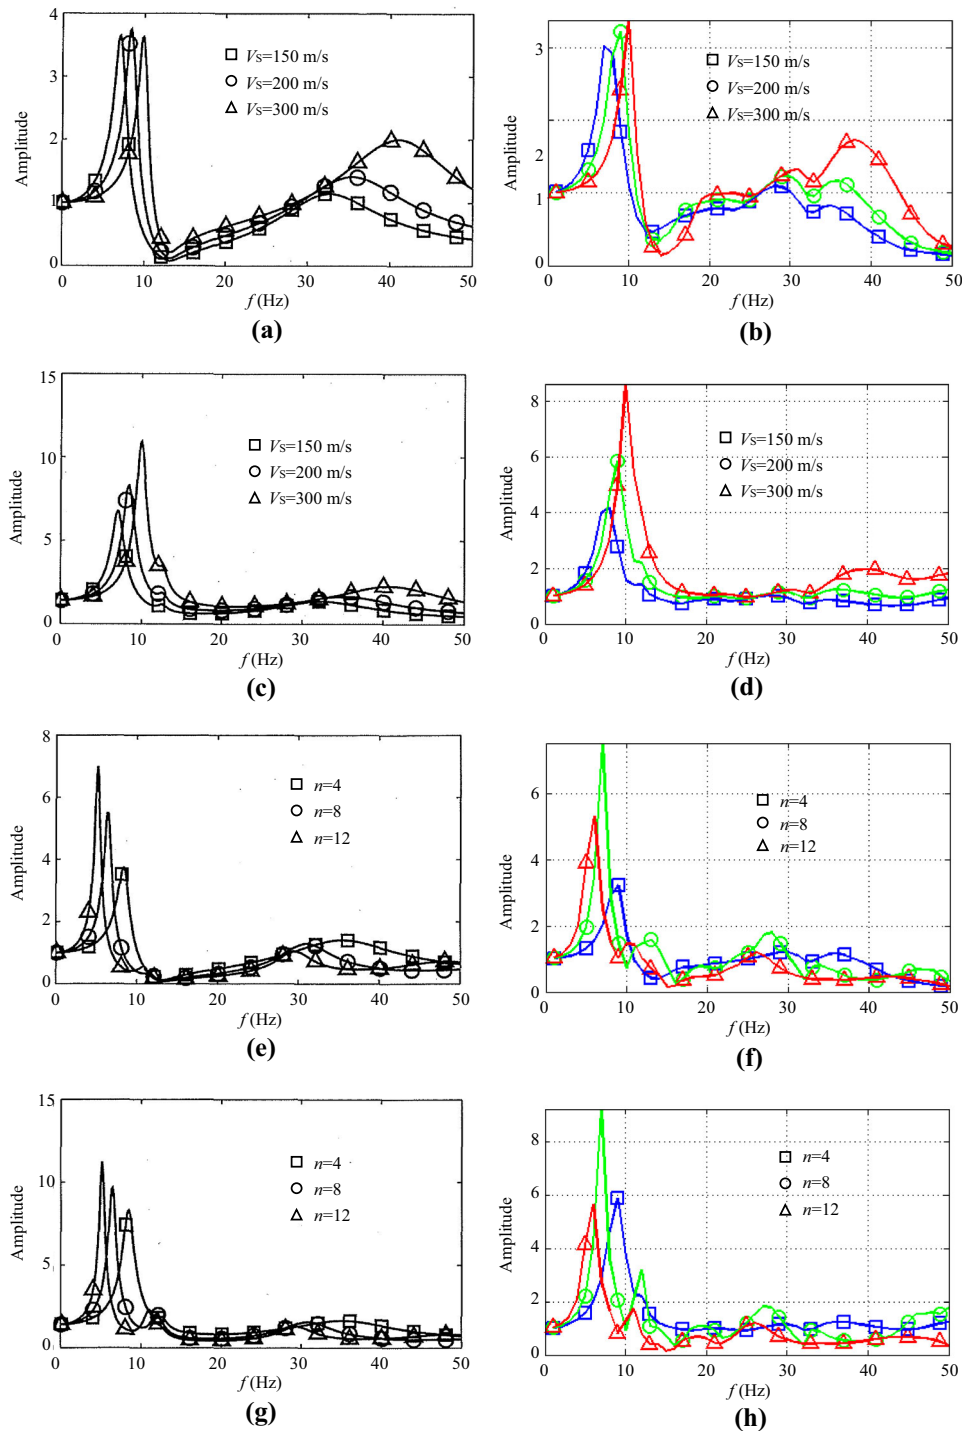 4
3
2
1
0
Amplitude
Vs=150 m/s
Vs=200 m/s
Vs=300 m/s
0 10 20 30 40 50
f (Hz)
(a)
3
2
1
0
Amplitude
Vs=150 m/s
Vs=200 m/s
Vs=300 m/s
0 10 20 30 40 50
f (Hz)
(b)
15
10
5
0
Amplitude
Vs=150 m/s
Vs=200 m/s
Vs=300 m/s
0 10 20 30 40 50
f (Hz)
(c)
8
6
4
2
0
Amplitude
Vs=150 m/s
Vs=200 m/s
Vs=300 m/s
0 10 20 30 40 50
f (Hz)
(d)
8
6
4
2
0
Amplitude
n=4
n=8
n=12
0 10 20 30 40 50
f (Hz)
(e)
6
4
2
0
Amplitude
n=4
n=8
n=12
0 10 20 30 40 50
f (Hz)
(f)
15
10
5
0
Amplitude
n=4
n=8
n=12
0 10 20 30 40 50
f (Hz)
(g)
8
6
4
2
1
0
Amplitude
n=4
n=8
n=12
0 10 20 30 40 50
f (Hz)
(h)